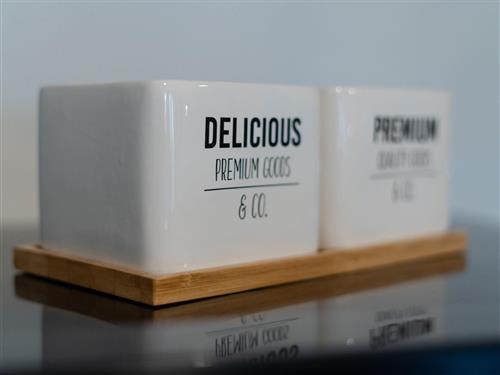 DELICIOUS
PREMIUM GOODS
& CO.
PREMIUM
QUALITY GOODS
& CO.